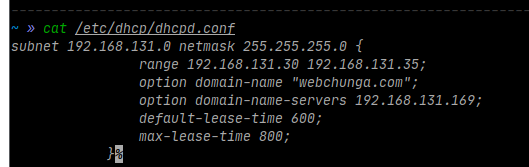 ~ » cat /etc/dhcp/dhcpd.conf
subnet 192.168.131.0 netmask 255.255.255.0 {
range 192.168.131.30 192.168.131.35;
option domain-name "webchunga.com";
option domain-name-servers 192.168.131.169;
default-lease-time 600;
max-lease-time 800;
}%